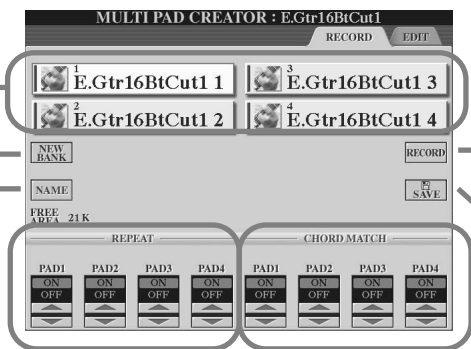 MULTI PAD CREATOR : E.Gtr16BtCut1
RECORD EDIT
1 E.Gtr16BtCut1 1 3 E.Gtr16BtCut1 3
2 E.Gtr16BtCut1 2 4 E.Gtr16BtCut1 4
NEW
BANK
RECORD
NAME
SAVE
FREE
AREA 21 K
REPEAT CHORD MATCH
PAD1 PAD2 PAD3 PAD4 PAD1 PAD2 PAD3 PAD4
ON ON ON ON ON ON ON ON
OFF OFF OFF OFF OFF OFF OFF OFF